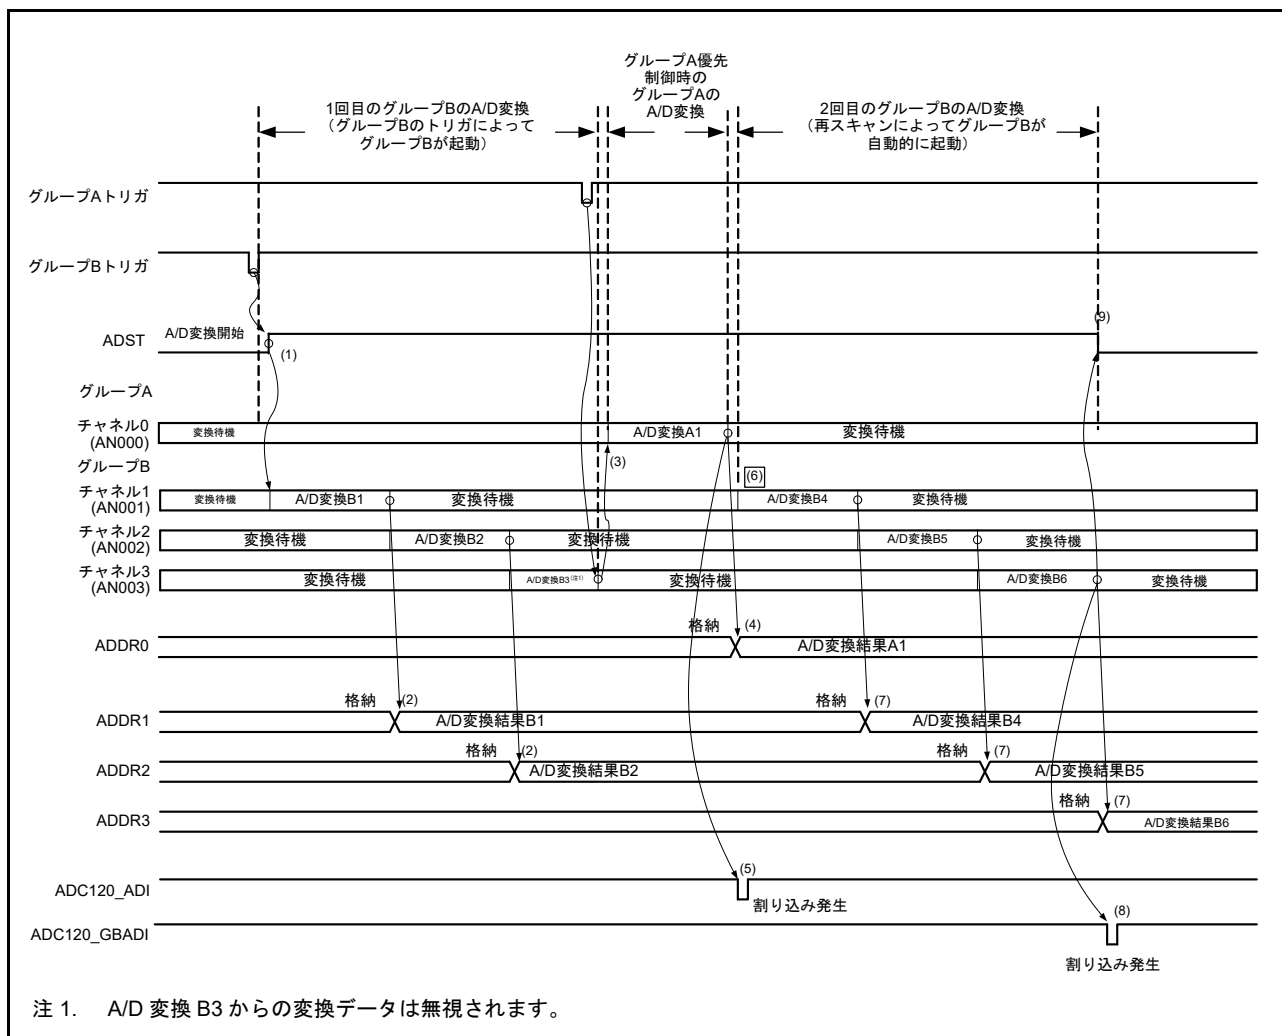 グループA優先
制御時の
グループAの
A/D変換
1回目のグループBのA/D変換
（グループBのトリガによって
グループBが起動）
2回目のグループBのA/D変換
（再スキャンによってグループBが
自動的に起動）
グループAトリガ
グループBトリガ
ADST
A/D変換開始
(1)
(9)
グループA
チャネル0
(AN000)
変換待機
A/D変換A1
変換待機
グループB
(3)
(6)
チャネル1
(AN001)
変換待機
A/D変換B1
変換待機
A/D変換B4
変換待機
チャネル2
(AN002)
変換待機
A/D変換B2
変換待機
A/D変換B5
変換待機
チャネル3
(AN003)
変換待機
A/D変換B3(注1)
変換待機
A/D変換B6
変換待機
ADDR0
格納
(4)
A/D変換結果A1
ADDR1
格納
(2)
A/D変換結果B1
格納
(7)
A/D変換結果B4
ADDR2
格納
(2)
A/D変換結果B2
格納
(7)
A/D変換結果B5
ADDR3
格納
(7)
A/D変換結果B6
ADC120_ADI
(5)
割り込み発生
ADC120_GBADI
(8)
割り込み発生
注 1. A/D 変換 B3 からの変換データは無視されます。